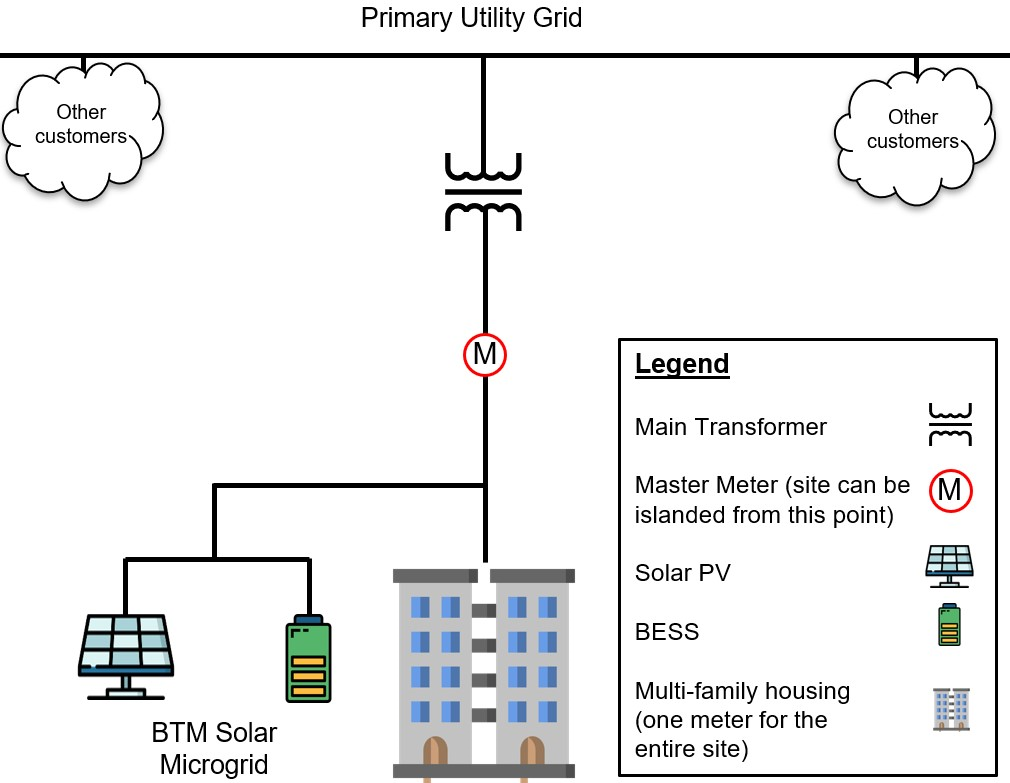 Primary Utility Grid
Other
customers
Other
customers
M
Legend
Main Transformer
Master Meter (site can be
islanded from this point)
M
Solar PV
BESS
Multi-family housing
(one meter for the
entire site)
BTM Solar
Microgrid